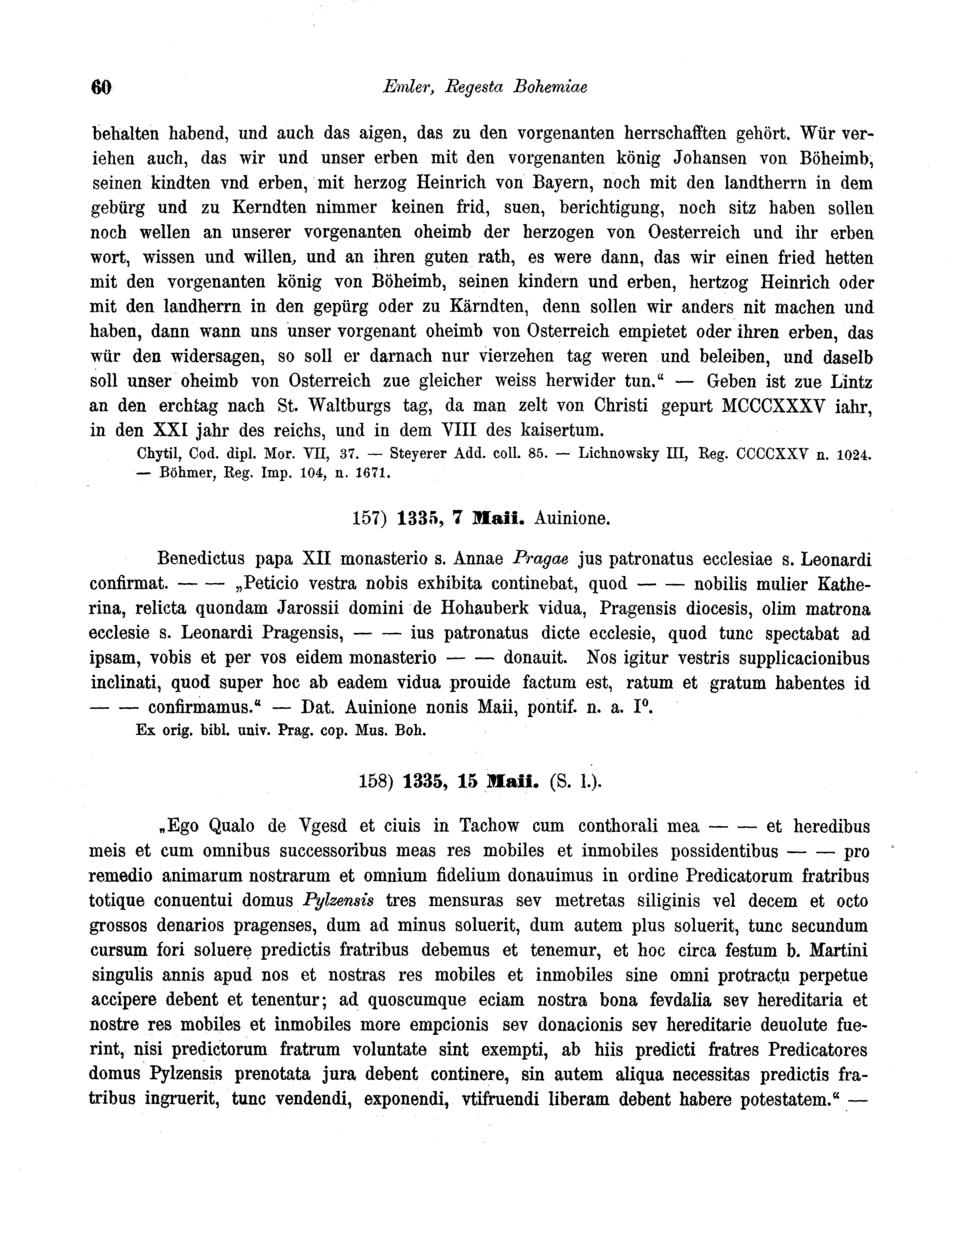 60
Emler, Regesta Bohemiae
behalten habend, und auch das aigen, das zu den vorgenanten herrschafften gehört. Wür ver-
iehen auch, das wir und unser erben mit den vorgenanten könig Johansen von Böheimb,
seinen kindten vnd erben, mit herzog Heinrich von Bayern, noch mit den landtherrn in dem
gebürg und zu Kerndten nimmer keinen frid, suen, berichtigung, noch sitz haben sollen
noch wellen an unserer vorgenanten oheimb der herzogen von Oesterreich und ihr erben
wort, wissen und willen, und an ihren guten rath, es were dann, das wir einen fried hetten
mit den vorgenanten könig von Böheimb, seinen kindern und erben, hertzog Heinrich oder
mit den landherrn in den gepürg oder zu Kärndten, denn sollen wir anders nit machen und
haben, dann wann uns unser vorgenant oheimb von Osterreich empietet oder ihren erben, das
wür den widersagen, so soll er darnach nur vierzehen tag weren und beleiben, und daselb
soll unser oheimb von Osterreich zue gleicher weiss herwider tun.“ — Geben ist zue Lintz
an den erchtag nach St. Waltburgs tag, da man zelt von Christi gepurt MCCCXXXV iahr,
in den XXI jahr des reichs, und in dem VIII des kaisertum.
Chytil, Cod. dipl. Mor. VII, 37. — Steyerer Add. coll. 85. — Lichnowsky III, Reg. CCCCXXV n. 1024.
— Böhmer, Reg. Imp. 104, n. 1671.
157) 1335, 7 Maii. Auinione.
Benedictus papa XII monasterio s. Annae Pragae jus patronatus ecclesiae s. Leonardi
confirmat. — — „Peticio vestra nobis exhibita continebat, quod — — nobilis mulier Kathe-
rina, relicta quondam Jarossii domini de Hohauberk vidua, Pragensis diocesis, olim matrona
ecclesie s. Leonardi Pragensis, — — ius patronatus dicte ecclesie, quod tunc spectabat ad
ipsam, vobis et per vos eidem monasterio — — donauit. Nos igitur vestris supplicacionibus
inclinati, quod super hoc ab eadem vidua prouide factum est, ratum et gratum habentes id
— — confirmamus.“ — Dat. Auinione nonis Maii, pontif. n. a. I⁰.
Ex orig. bibl. univ. Prag. cop. Mus. Boh.
158) 1335, 15 Maii. (S. l.).
„Ego Qualo de Vgesd et ciuis in Tachow cum conthorali mea — — et heredibus
meis et cum omnibus successoribus meas res mobiles et inmobiles possidentibus — — pro
remedio animarum nostrarum et omnium fidelium donauimus in ordine Predicatorum fratribus
totique conuentui domus Pylzensis tres mensuras sev metretas siliginis vel decem et octo
grossos denarios pragenses, dum ad minus soluerit, dum autem plus soluerit, tunc secundum
cursum fori soluere predictis fratribus debemus et tenemur, et hoc circa festum b. Martini
singulis annis apud nos et nostras res mobiles et inmobiles sine omni protractu perpetue
accipere debent et tenentur; ad quoscumque eciam nostra bona fevdalia sev hereditaria et
nostre res mobiles et inmobiles more empcionis sev donacionis sev hereditarie deuolute fue-
rint, nisi predictorum fratrum voluntate sint exempti, ab hiis predicti fratres Predicatores
domus Pylzensis prenotata jura debent continere, sin autem aliqua necessitas predictis fra-
tribus ingruerit, tunc vendendi, exponendi, vtifruendi liberam debent habere potestatem.“ —